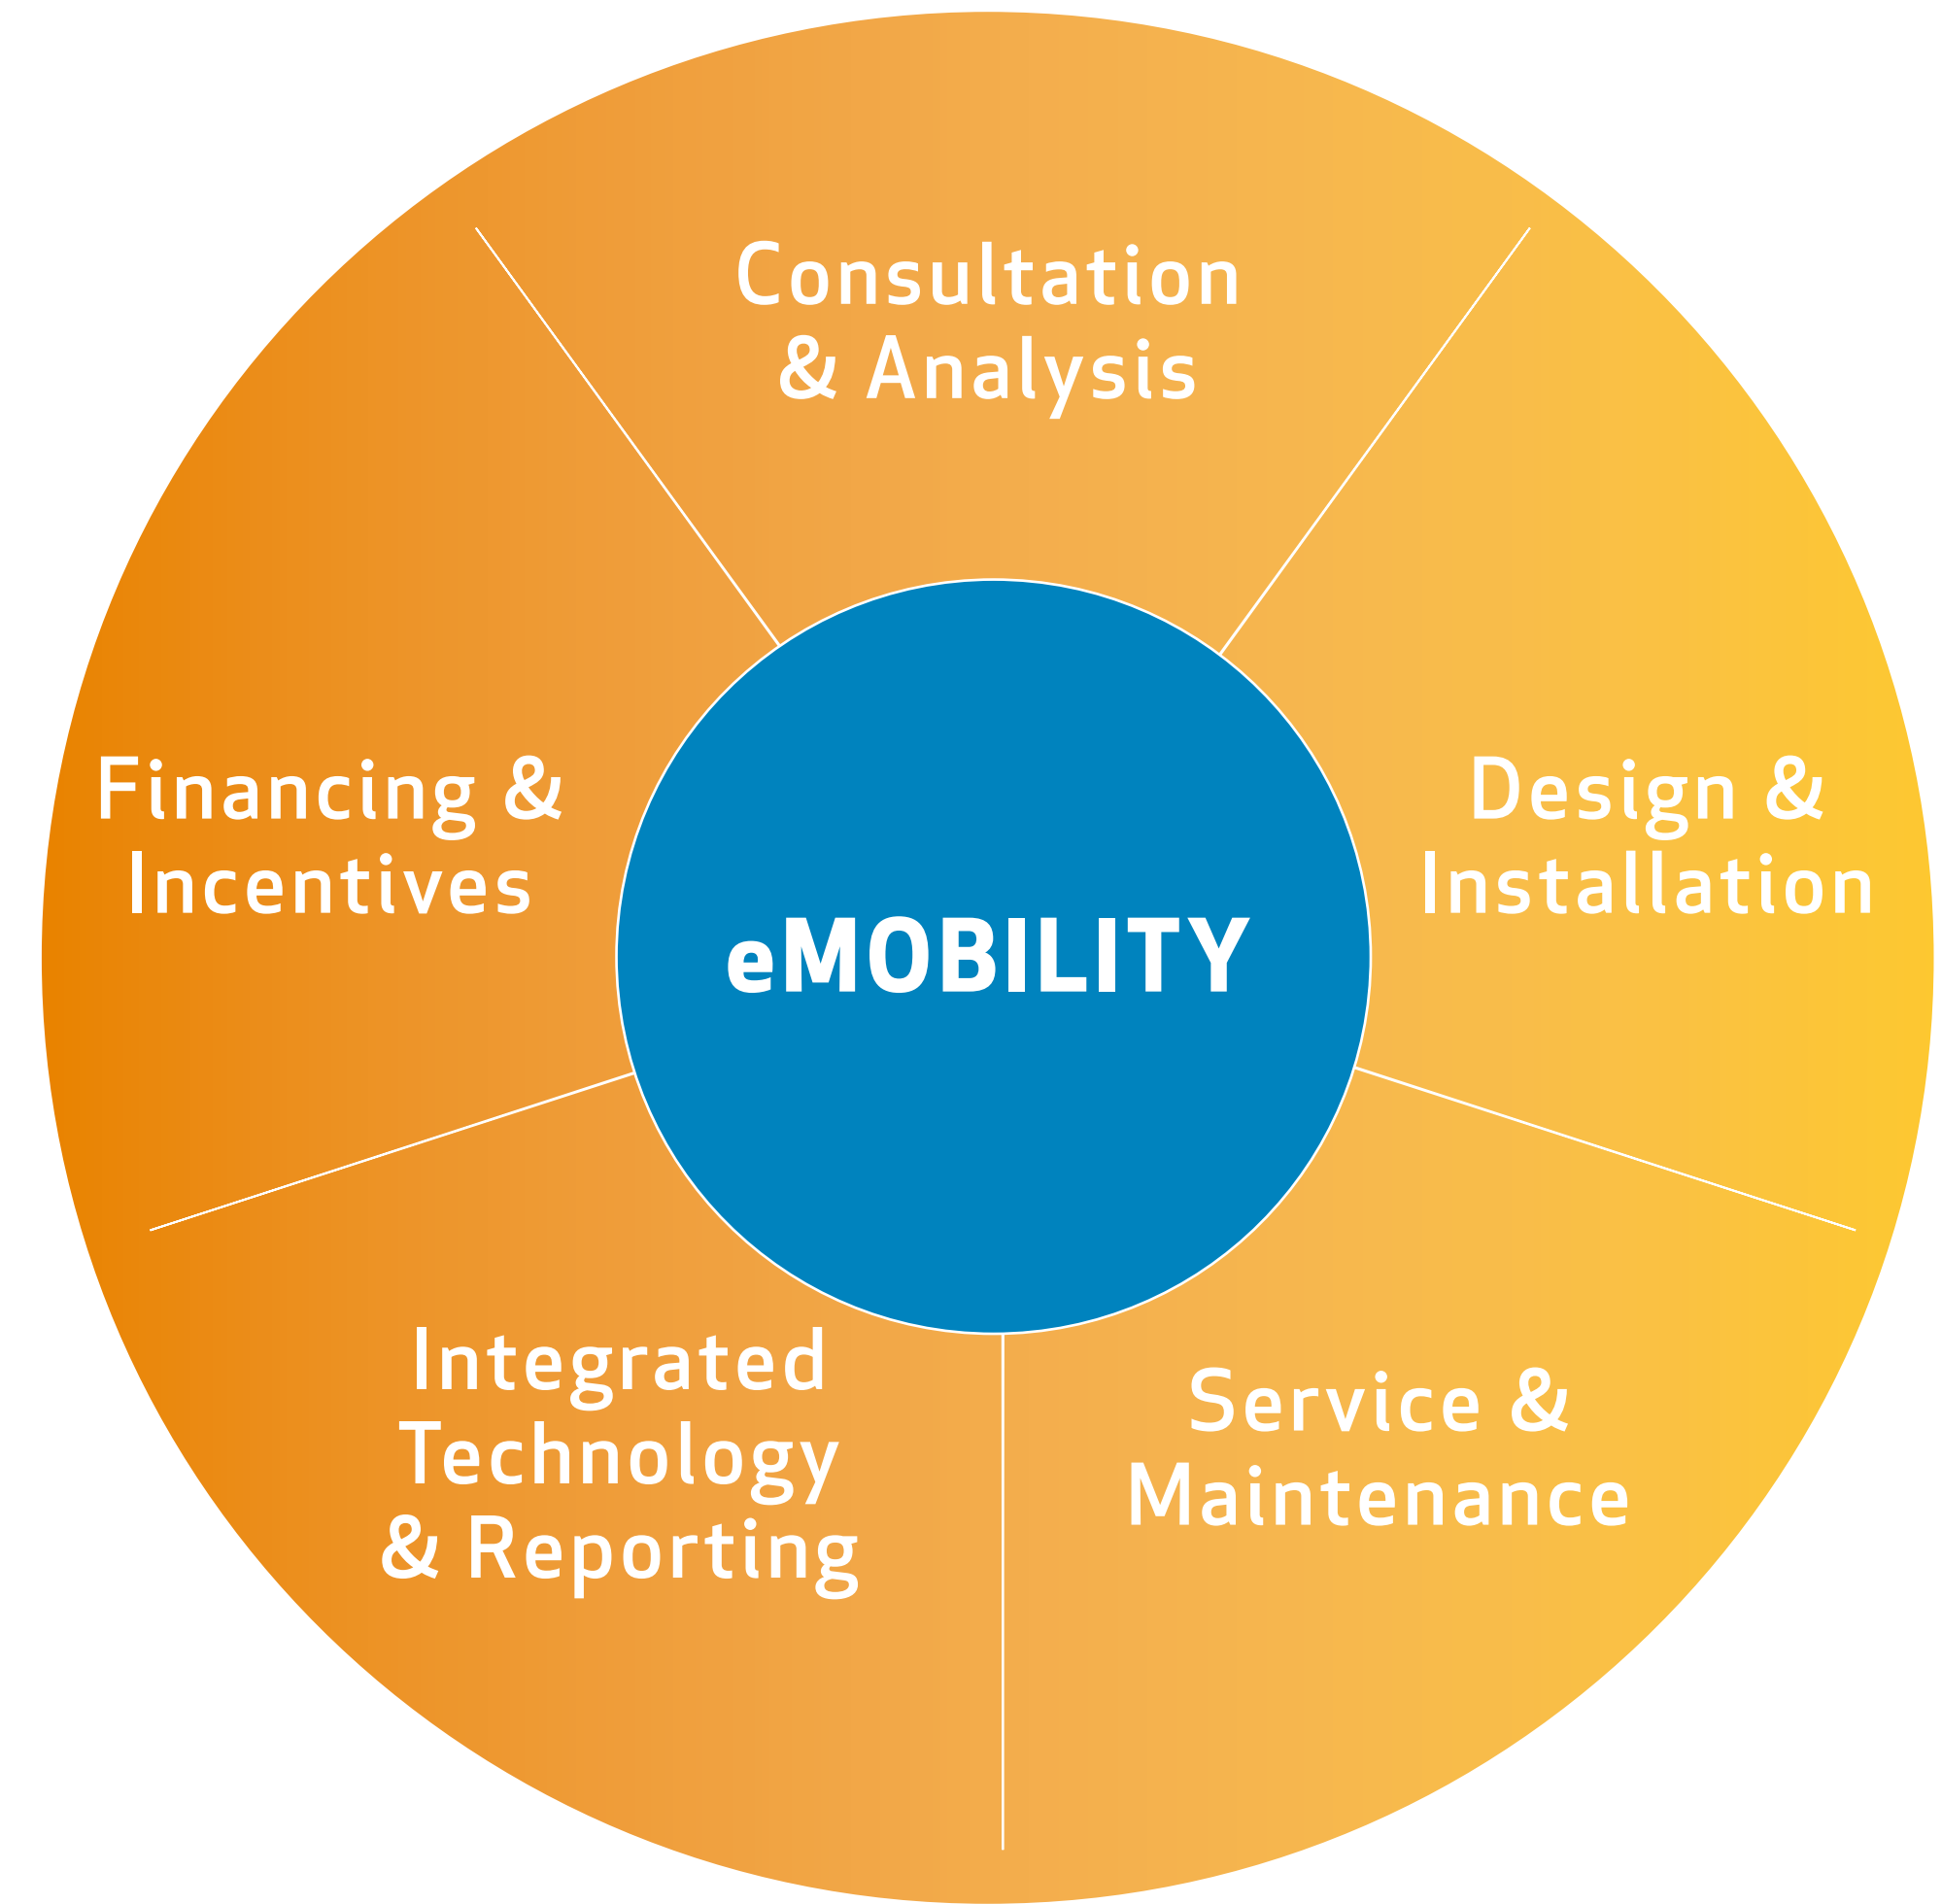 Consultation
& Analysis
Financing &
Incentives
Design &
Installation
eMOBILITY
Integrated
Technology
& Reporting
Service &
Maintenance